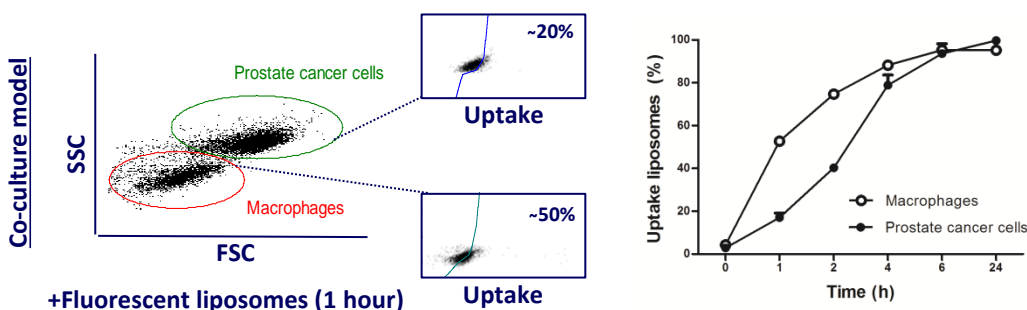 Co-culture model
SSC
FSC
Prostate cancer cells
Macrophages
+Fluorescent liposomes (1 hour)
~20%
Uptake
~50%
Uptake
Uptake liposomes (%)
100
80
60
40
20
0
Macrophages
Prostate cancer cells
0 1 2 4 6 24
Time (h)